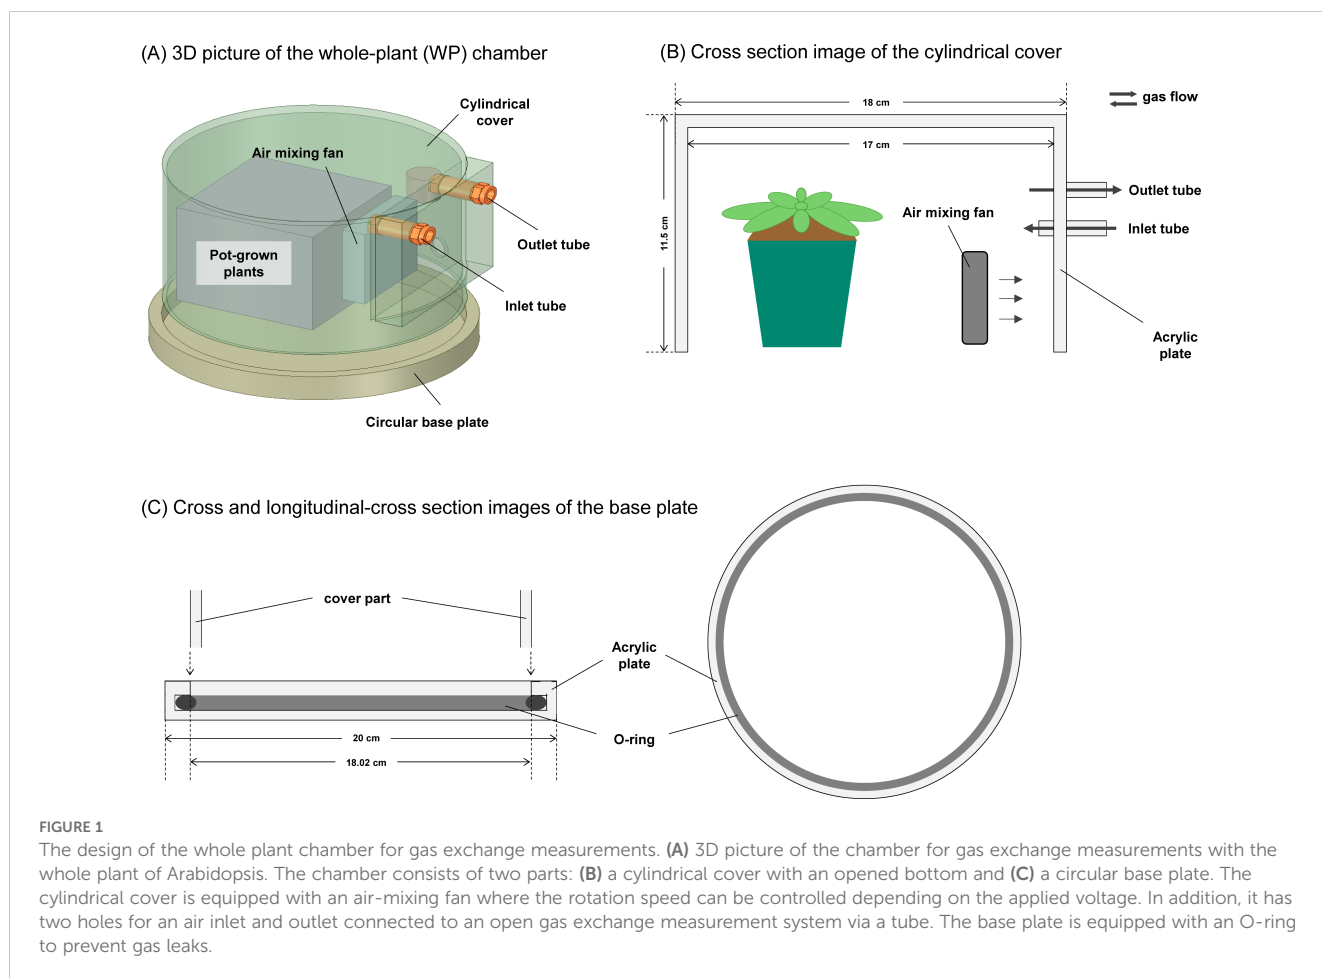 (A) 3D picture of the whole-plant (WP) chamber
Cylindrical
cover
Air mixing fan
Pot-grown
plants
Outlet tube
Inlet tube
Circular base plate
(B) Cross section image of the cylindrical cover
18 cm
gas flow
17 cm
11.5 cm
Outlet tube
Air mixing fan
Inlet tube
Acrylic
plate
(C) Cross and longitudinal-cross section images of the base plate
cover part
Acrylic
plate
O-ring
20 cm
18.02 cm
FIGURE 1
The design of the whole plant chamber for gas exchange measurements. (A) 3D picture of the chamber for gas exchange measurements with the
whole plant of Arabidopsis. The chamber consists of two parts: (B) a cylindrical cover with an opened bottom and (C) a circular base plate. The
cylindrical cover is equipped with an air-mixing fan where the rotation speed can be controlled depending on the applied voltage. In addition, it has
two holes for an air inlet and outlet connected to an open gas exchange measurement system via a tube. The base plate is equipped with an O-ring
to prevent gas leaks.